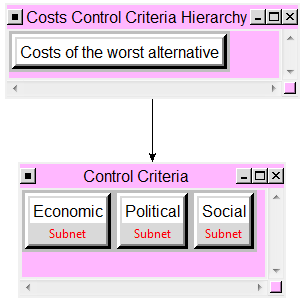 Costs Control Criteria Hierarchy
Costs of the worst alternative
Control Criteria
Economic Political Social
Subnet Subnet Subnet